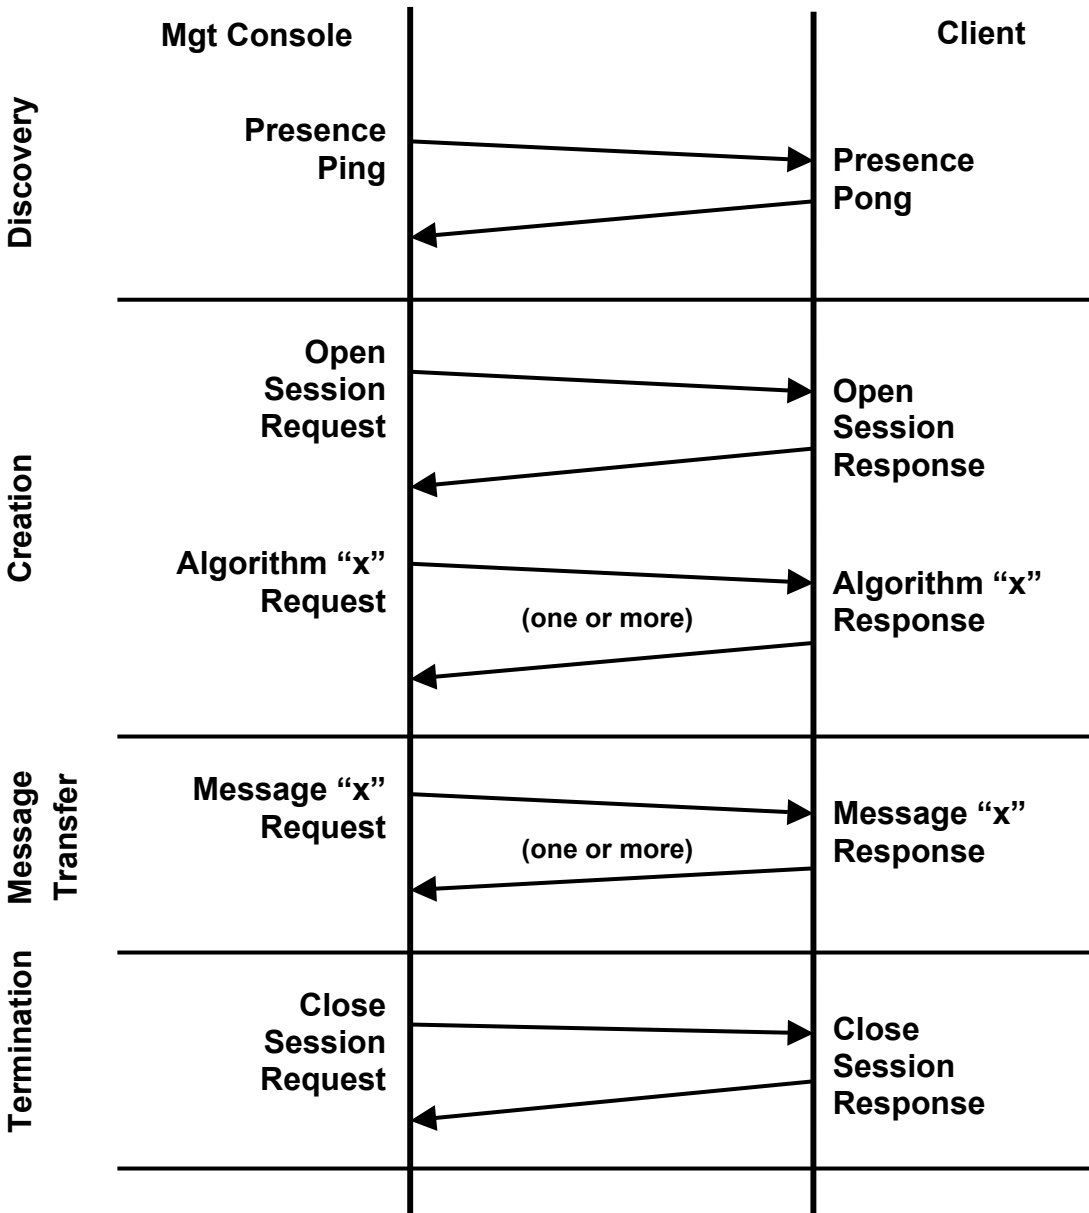 Mgt Console
Client
Discovery
Presence
Ping
Presence
Pong
Creation
Open
Session
Request
Open
Session
Response
Algorithm “x”
Request
(one or more)
Algorithm “x”
Response
Message
Transfer
Message “x”
Request
(one or more)
Message “x”
Response
Termination
Close
Session
Request
Close
Session
Response